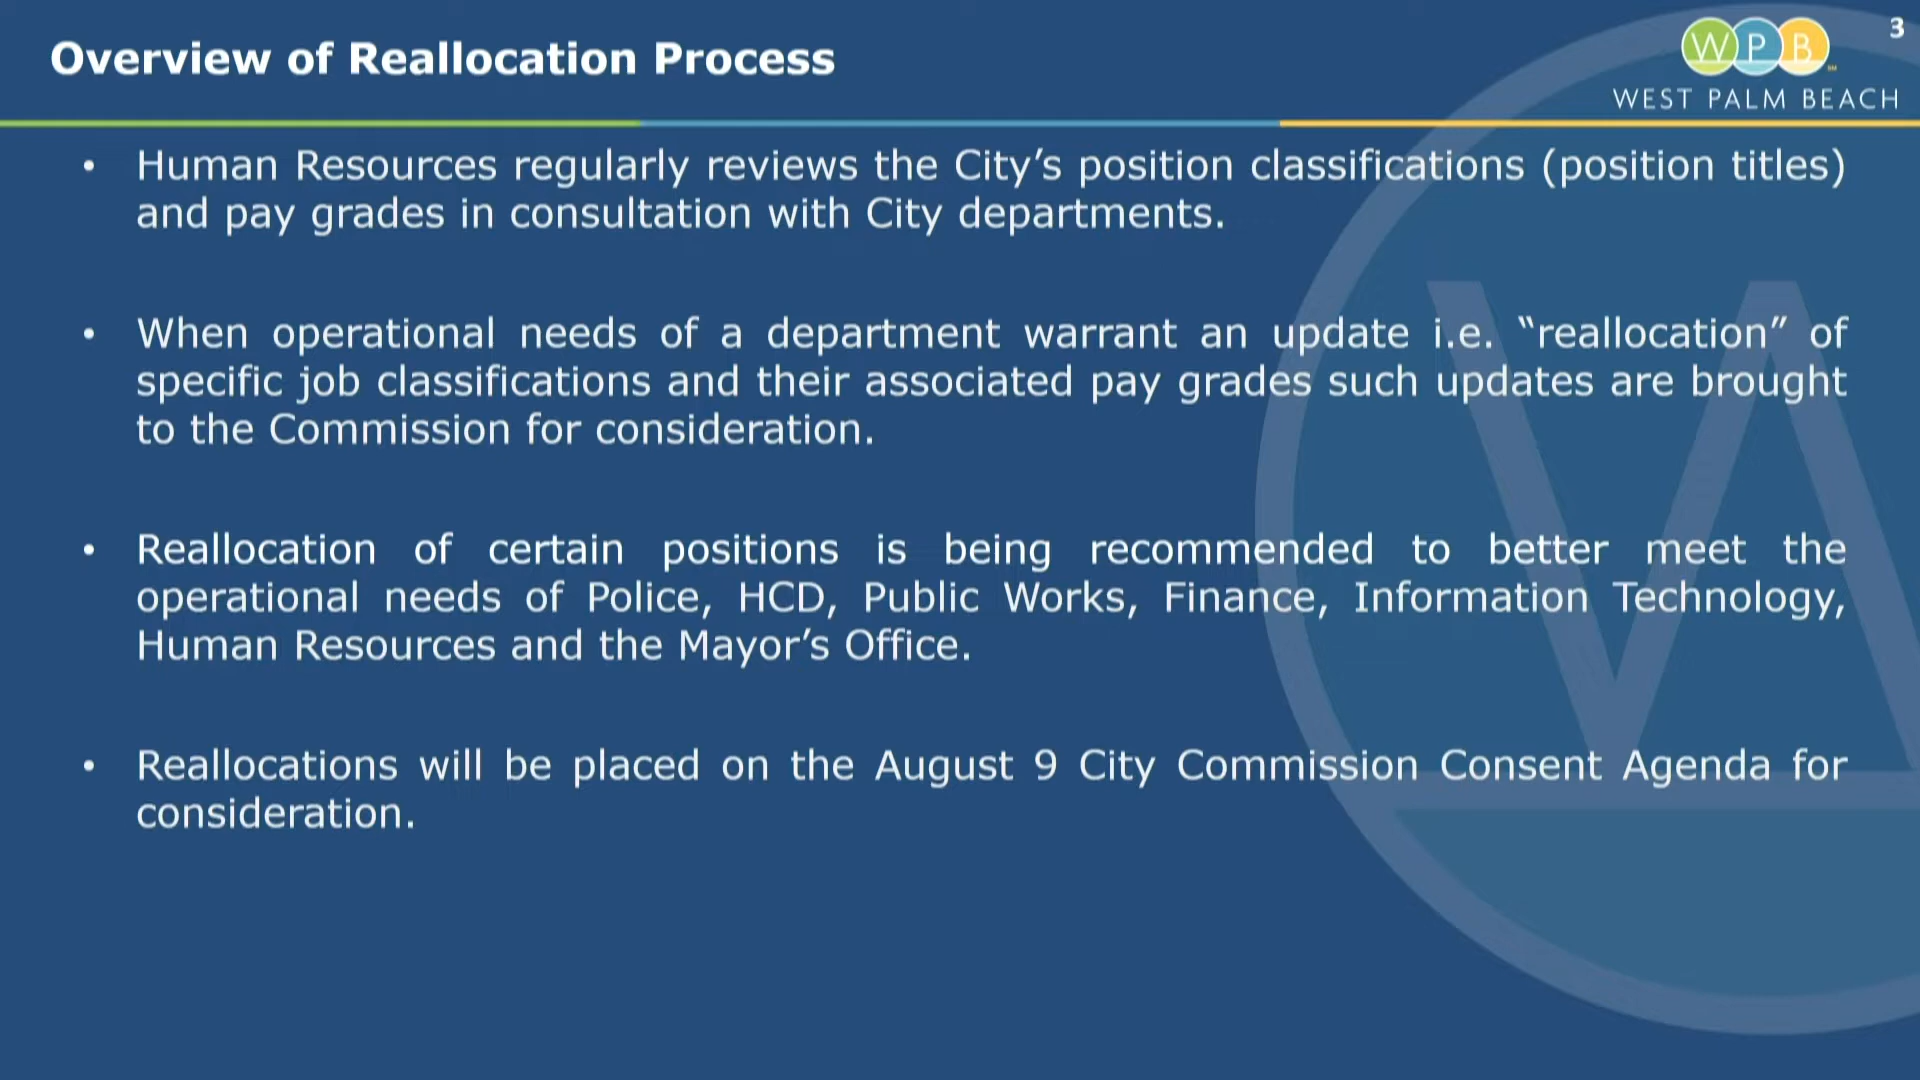 Overview of Reallocation Process
3
W P B
WEST PALM BEACH
• Human Resources regularly reviews the City’s position classifications (position titles)
and pay grades in consultation with City departments.
• When operational needs of a department warrant an update i.e. “reallocation” of
specific job classifications and their associated pay grades such updates are brought
to the Commission for consideration.
• Reallocation of certain positions is being recommended to better meet the
operational needs of Police, HCD, Public Works, Finance, Information Technology,
Human Resources and the Mayor’s Office.
• Reallocations will be placed on the August 9 City Commission Consent Agenda for
consideration.